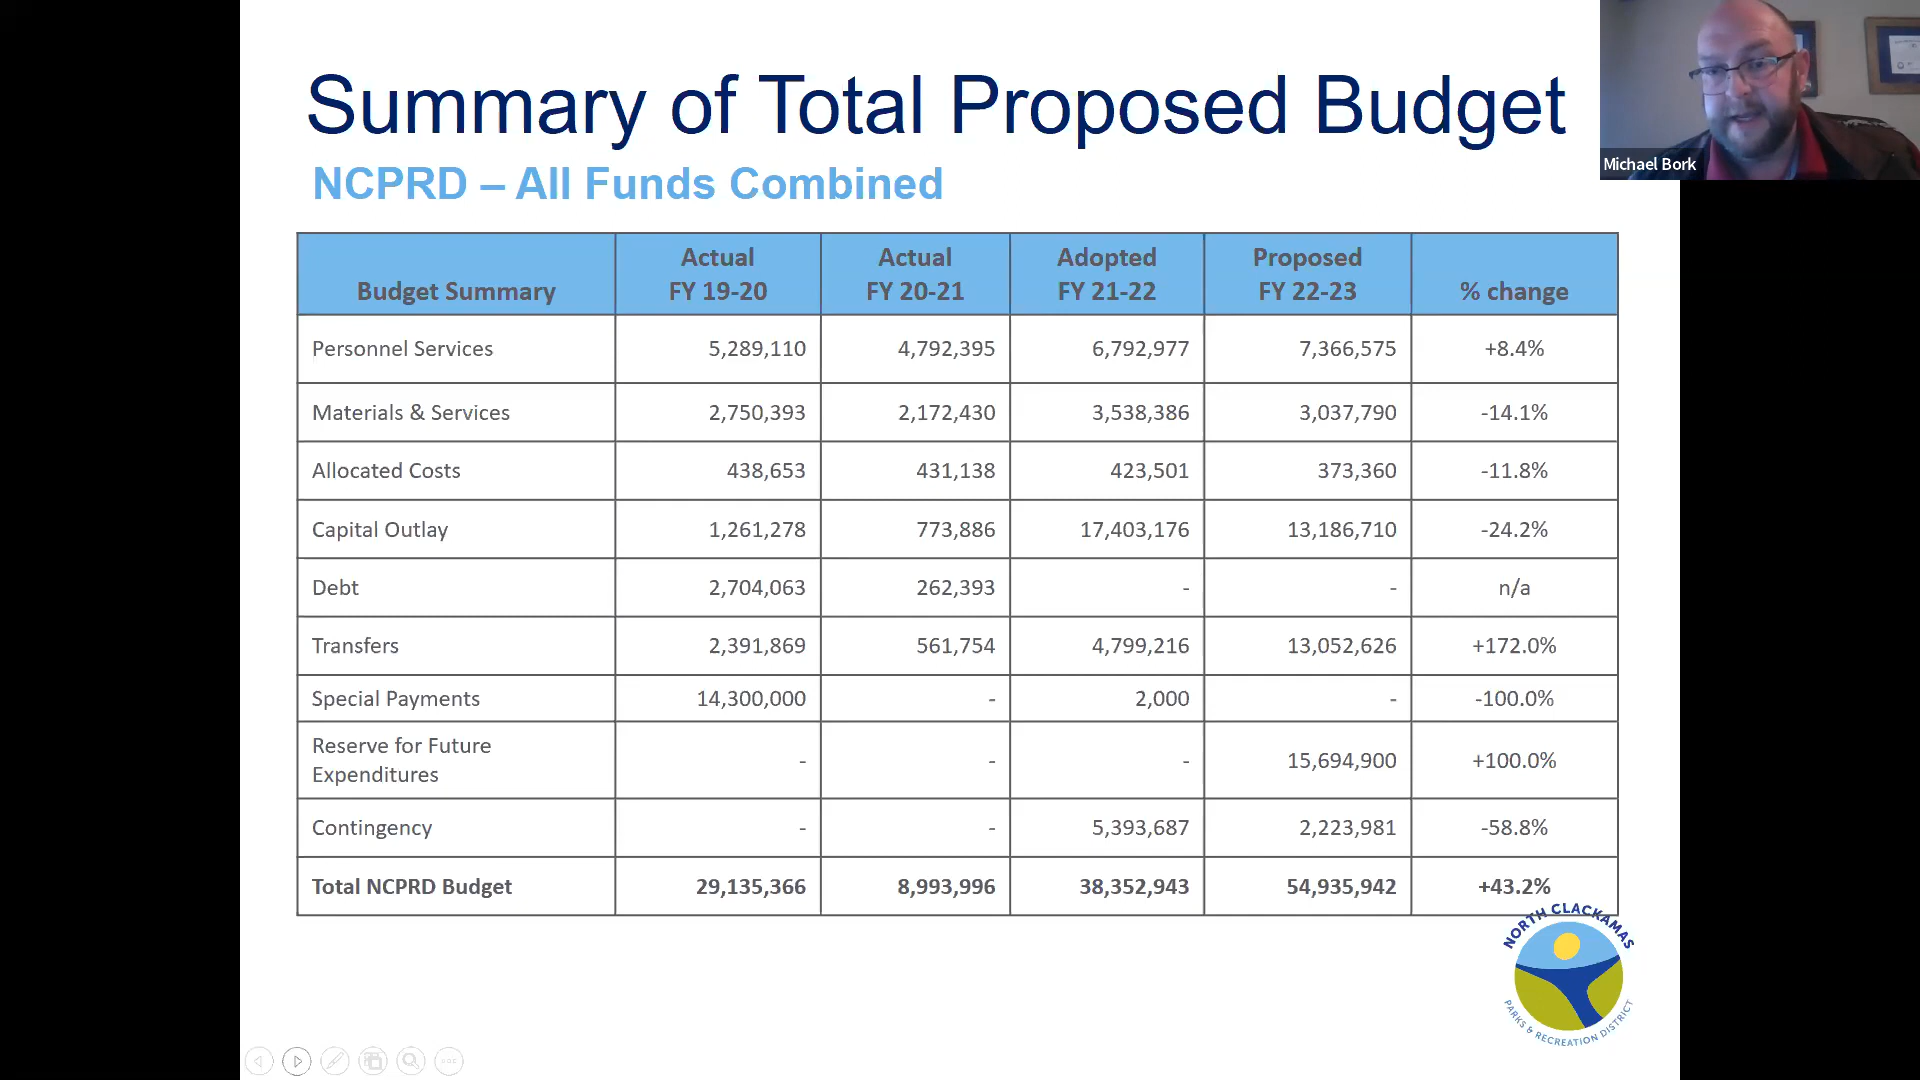 Summary of Total Proposed Budget
NCPRD – All Funds Combined
Michael Bork
Budget Summary Actual FY 19-20 Actual FY 20-21 Adopted FY 21-22 Proposed FY 22-23 % change
Personnel Services 5,289,110 4,792,395 6,792,977 7,366,575 +8.4%
Materials & Services 2,750,393 2,172,430 3,538,386 3,037,790 -14.1%
Allocated Costs 438,653 431,138 423,501 373,360 -11.8%
Capital Outlay 1,261,278 773,886 17,403,176 13,186,710 -24.2%
Debt 2,704,063 262,393 - - n/a
Transfers 2,391,869 561,754 4,799,216 13,052,626 +172.0%
Special Payments 14,300,000 - 2,000 - -100.0%
Reserve for Future
Expenditures - - - 15,694,900 +100.0%
Contingency - - 5,393,687 2,223,981 -58.8%
Total NCPRD Budget 29,135,366 8,993,996 38,352,943 54,935,942 +43.2%
NORTH CLACKAMAS
PARKS & RECREATION DISTRICT